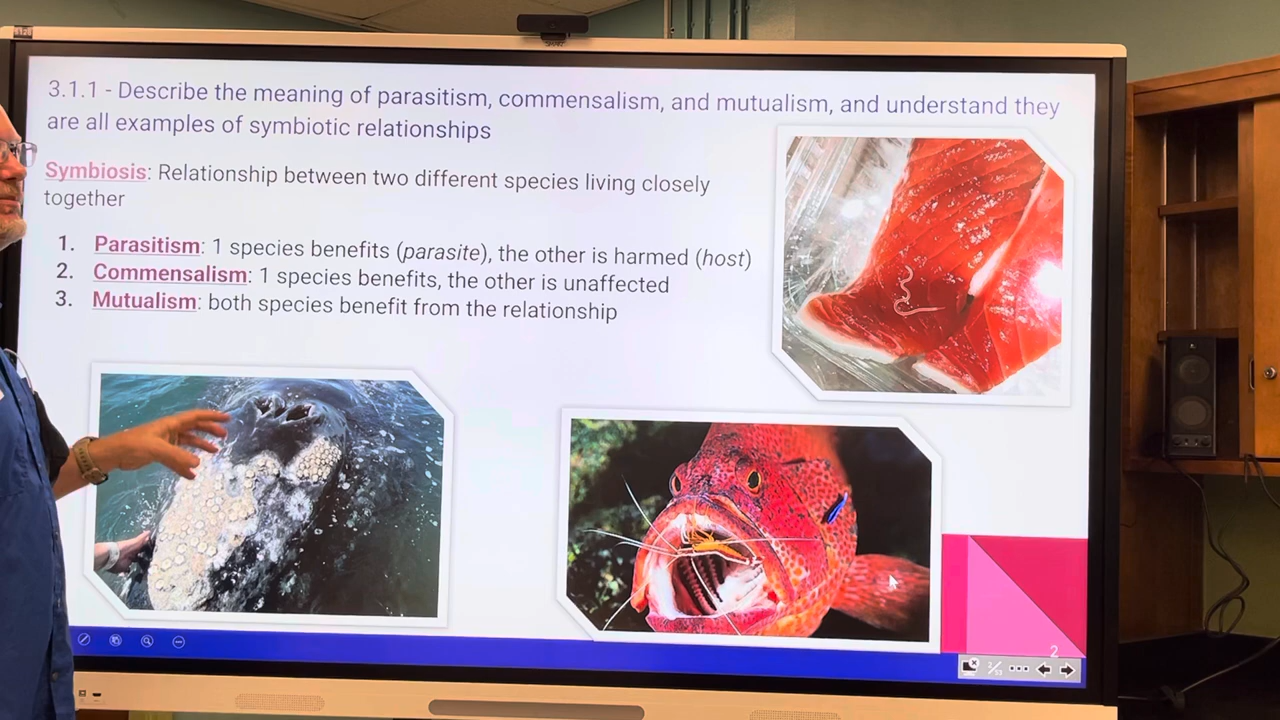 3.1.1 - Describe the meaning of parasitism, commensalism, and mutualism, and understand they
are all examples of symbiotic relationships
Symbiosis: Relationship between two different species living closely
together
1. Parasitism: 1 species benefits (parasite), the other is harmed (host)
2. Commensalism: 1 species benefits, the other is unaffected
3. Mutualism: both species benefit from the relationship
2